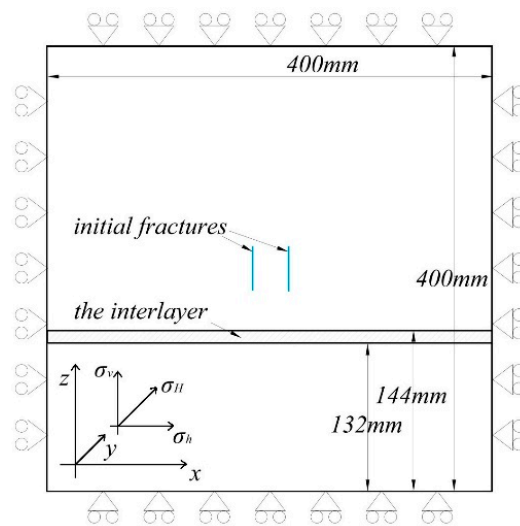 400mm
initial fractures
400mm
the interlayer
z
σv
σH
144mm
σh
132mm
y
x